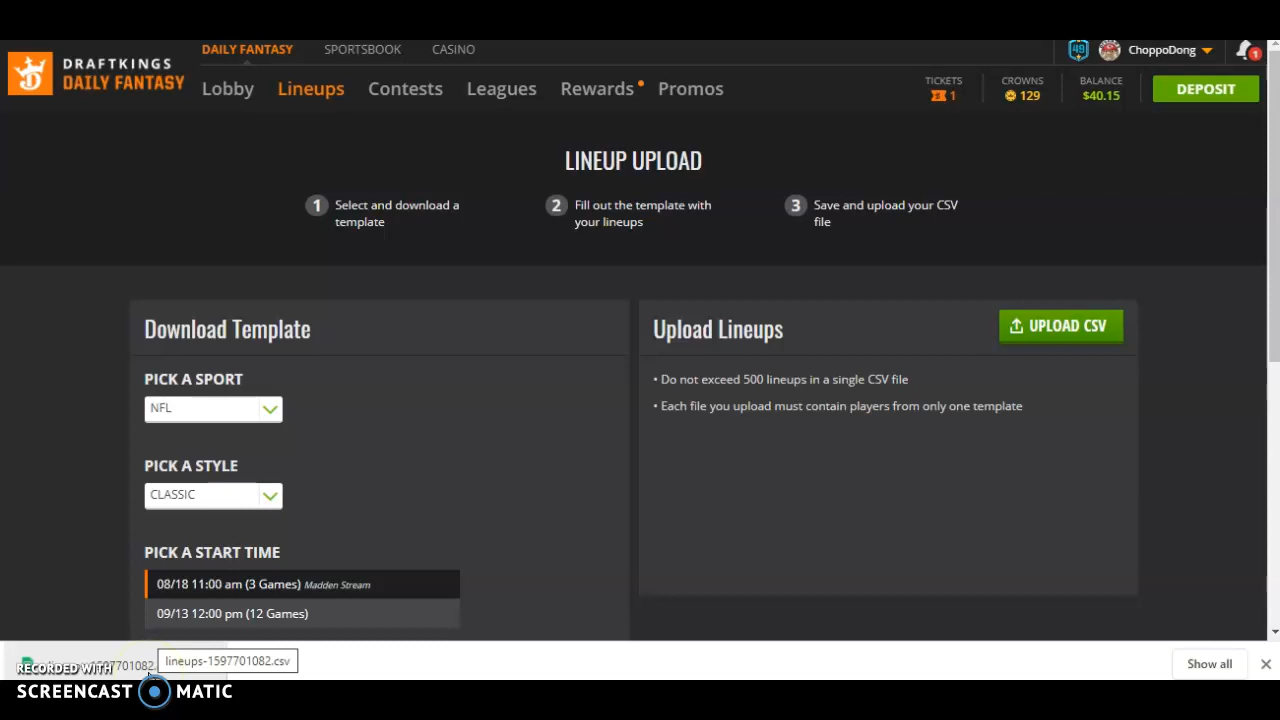 DAILY FANTASY SPORTSBOOK CASINO
49 ChoppoDong 1
DRAFTKINGS
DAILY FANTASY
Lobby Lineups Contests Leagues Rewards Promos
TICKETS CROWNS BALANCE
1 129 $40.15
DEPOSIT
LINEUP UPLOAD
1 Select and download a
template
2 Fill out the template with
your lineups
3 Save and upload your CSV
file
Download Template
PICK A SPORT
NFL
PICK A STYLE
CLASSIC
PICK A START TIME
08/18 11:00 am (3 Games) Madden Stream
09/13 12:00 pm (12 Games)
Upload Lineups
UPLOAD CSV
• Do not exceed 500 lineups in a single CSV file
• Each file you upload must contain players from only one template
lineups-1597701082.csv
Show all
RECORDED WITH
SCREENCAST MATIC